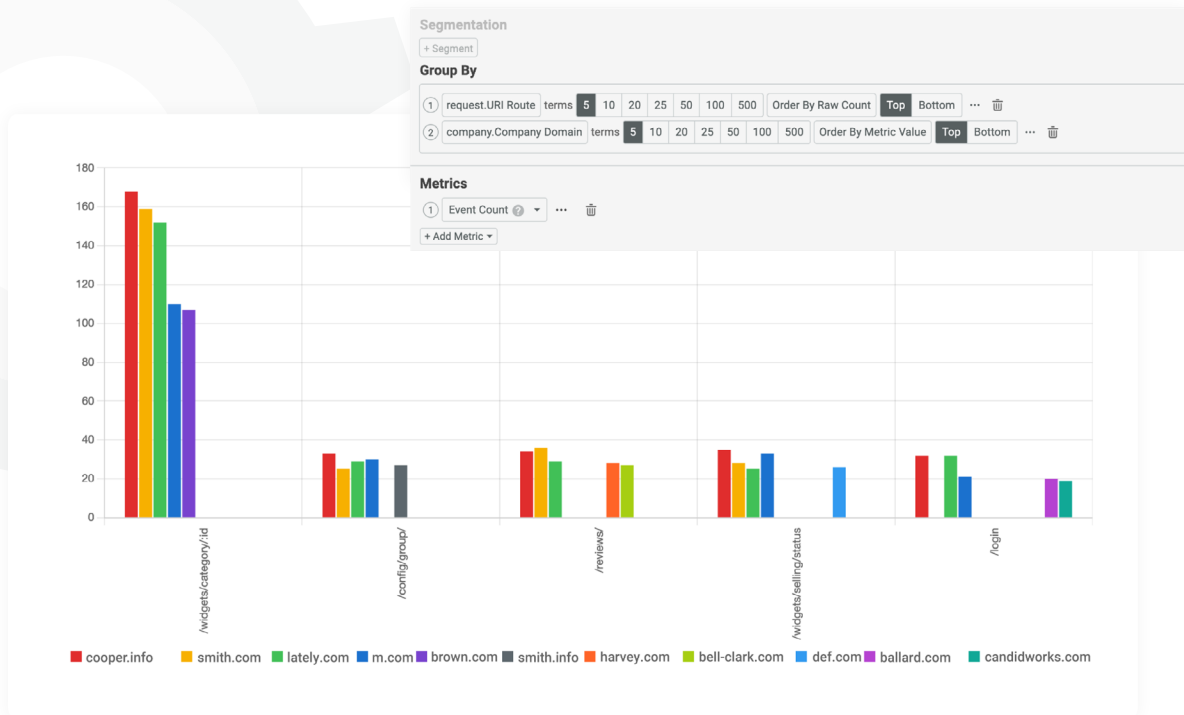 Segmentation
+ Segment
Group By
1 request.URI Route terms 5 10 20 25 50 100 500 Order By Raw Count Top Bottom ...
2 company.Company Domain terms 5 10 20 25 50 100 500 Order By Metric Value Top Bottom ...
Metrics
1 Event Count ? ...
+ Add Metric
180
160
140
120
100
80
60
40
20
0
/widgets/category/:id
/config/group/
/reviews/
/widgets/selling/status
/login
cooper.info smith.com lately.com m.com brown.com smith.info harvey.com bell-clark.com def.com ballard.com candidworks.com